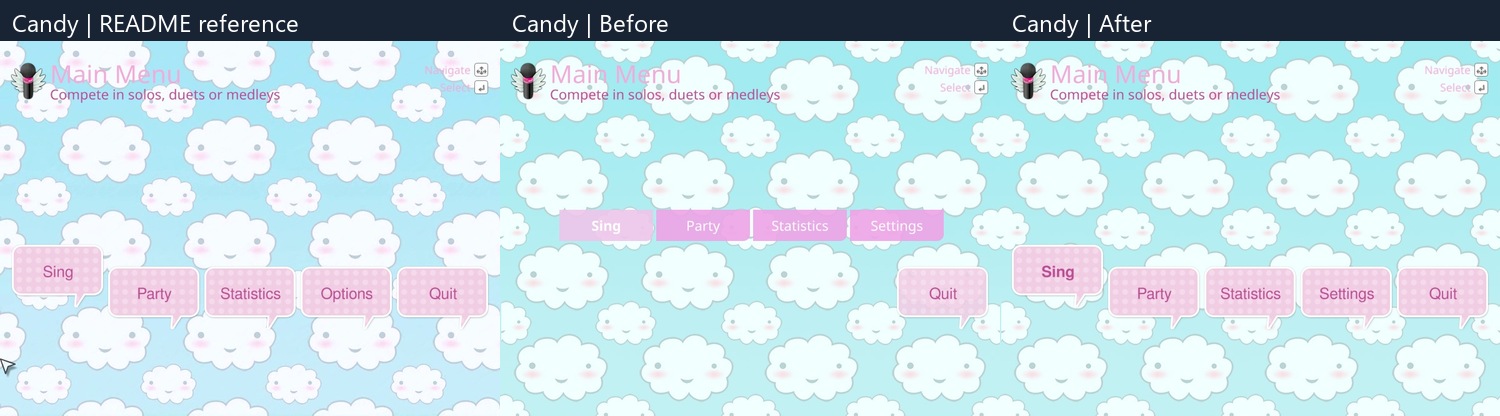 Candy | README reference
Main Menu
Compete in solos, duets or medleys
Navigate
Select
Sing
Party
Statistics
Options
Quit
Candy | Before
Main Menu
Compete in solos, duets or medleys
Navigate
Select
Sing
Party
Statistics
Settings
Quit
Candy | After
Main Menu
Compete in solos, duets or medleys
Navigate
Select
Sing
Party
Statistics
Settings
Quit